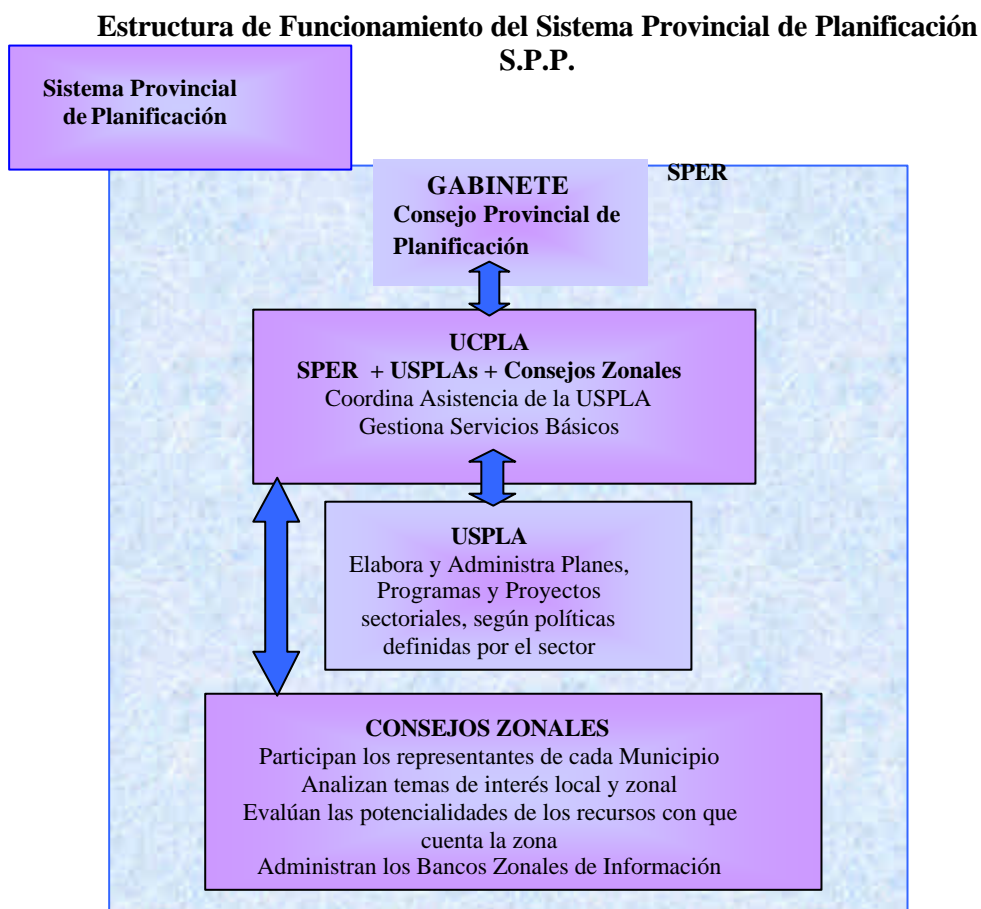 Estructura de Funcionamiento del Sistema Provincial de Planificación
S.P.P.
Sistema Provincial
de Planificación
SPER
GABINETE
Consejo Provincial de
Planificación
UCPLA
SPER + USPLAs + Consejos Zonales
Coordina Asistencia de la USPLA
Gestiona Servicios Básicos
USPLA
Elabora y Administra Planes,
Programas y Proyectos
sectoriales, según políticas
definidas por el sector
CONSEJOS ZONALES
Participan los representantes de cada Municipio
Analizan temas de interés local y zonal
Evalúan las potencialidades de los recursos con que
cuenta la zona
Administran los Bancos Zonales de Información